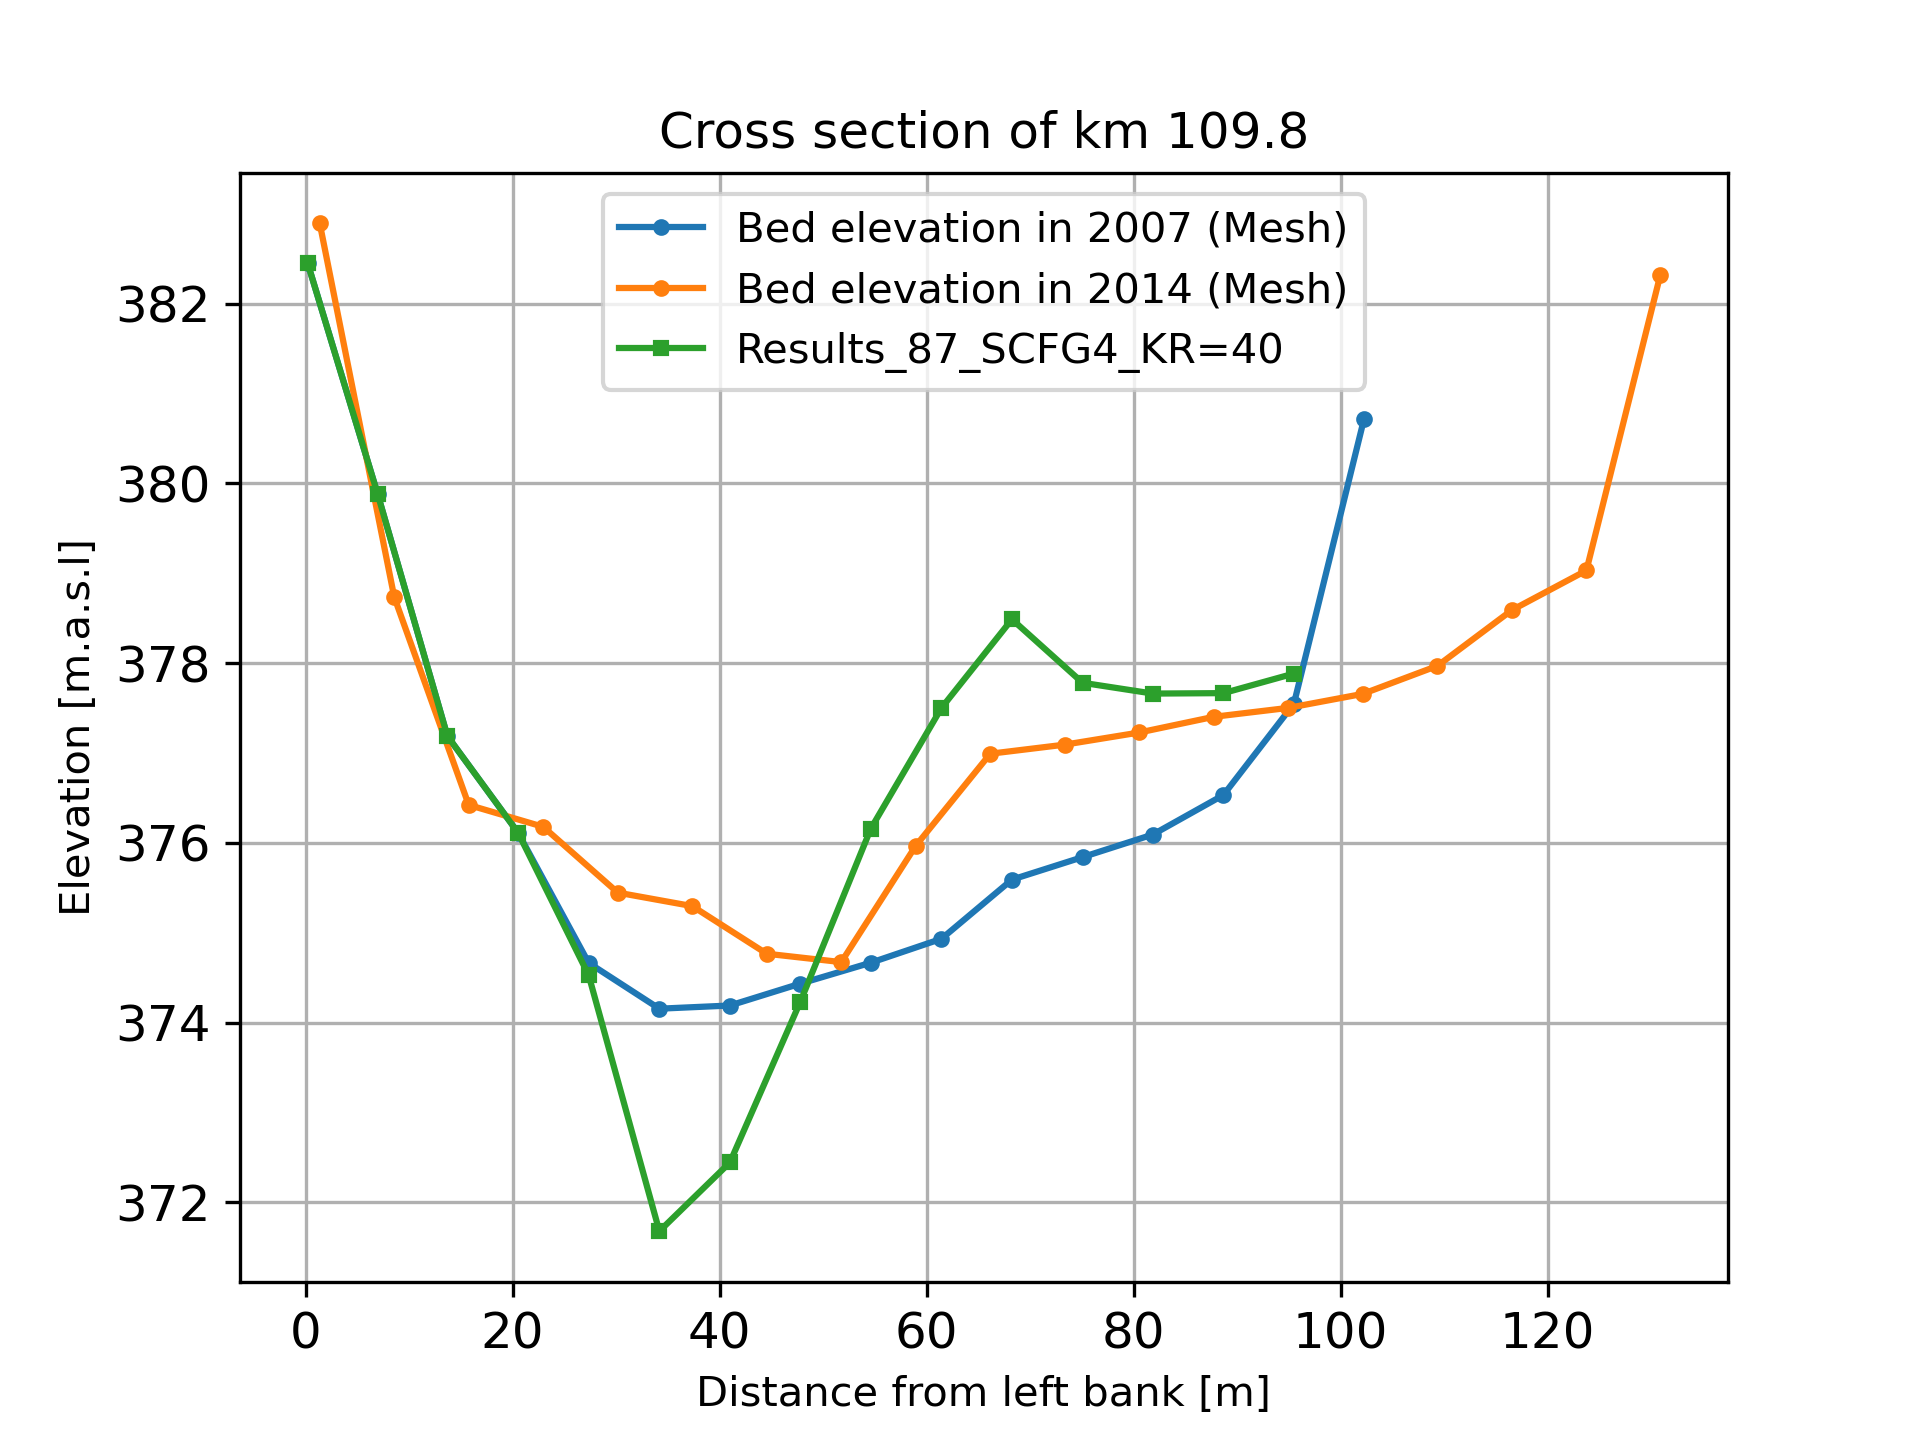 Cross section of km 109.8
Bed elevation in 2007 (Mesh)
Bed elevation in 2014 (Mesh)
Results_87_SCFG4_KR=40
Elevation [m.a.s.l]
382
380
378
376
374
372
0 20 40 60 80 100 120
Distance from left bank [m]